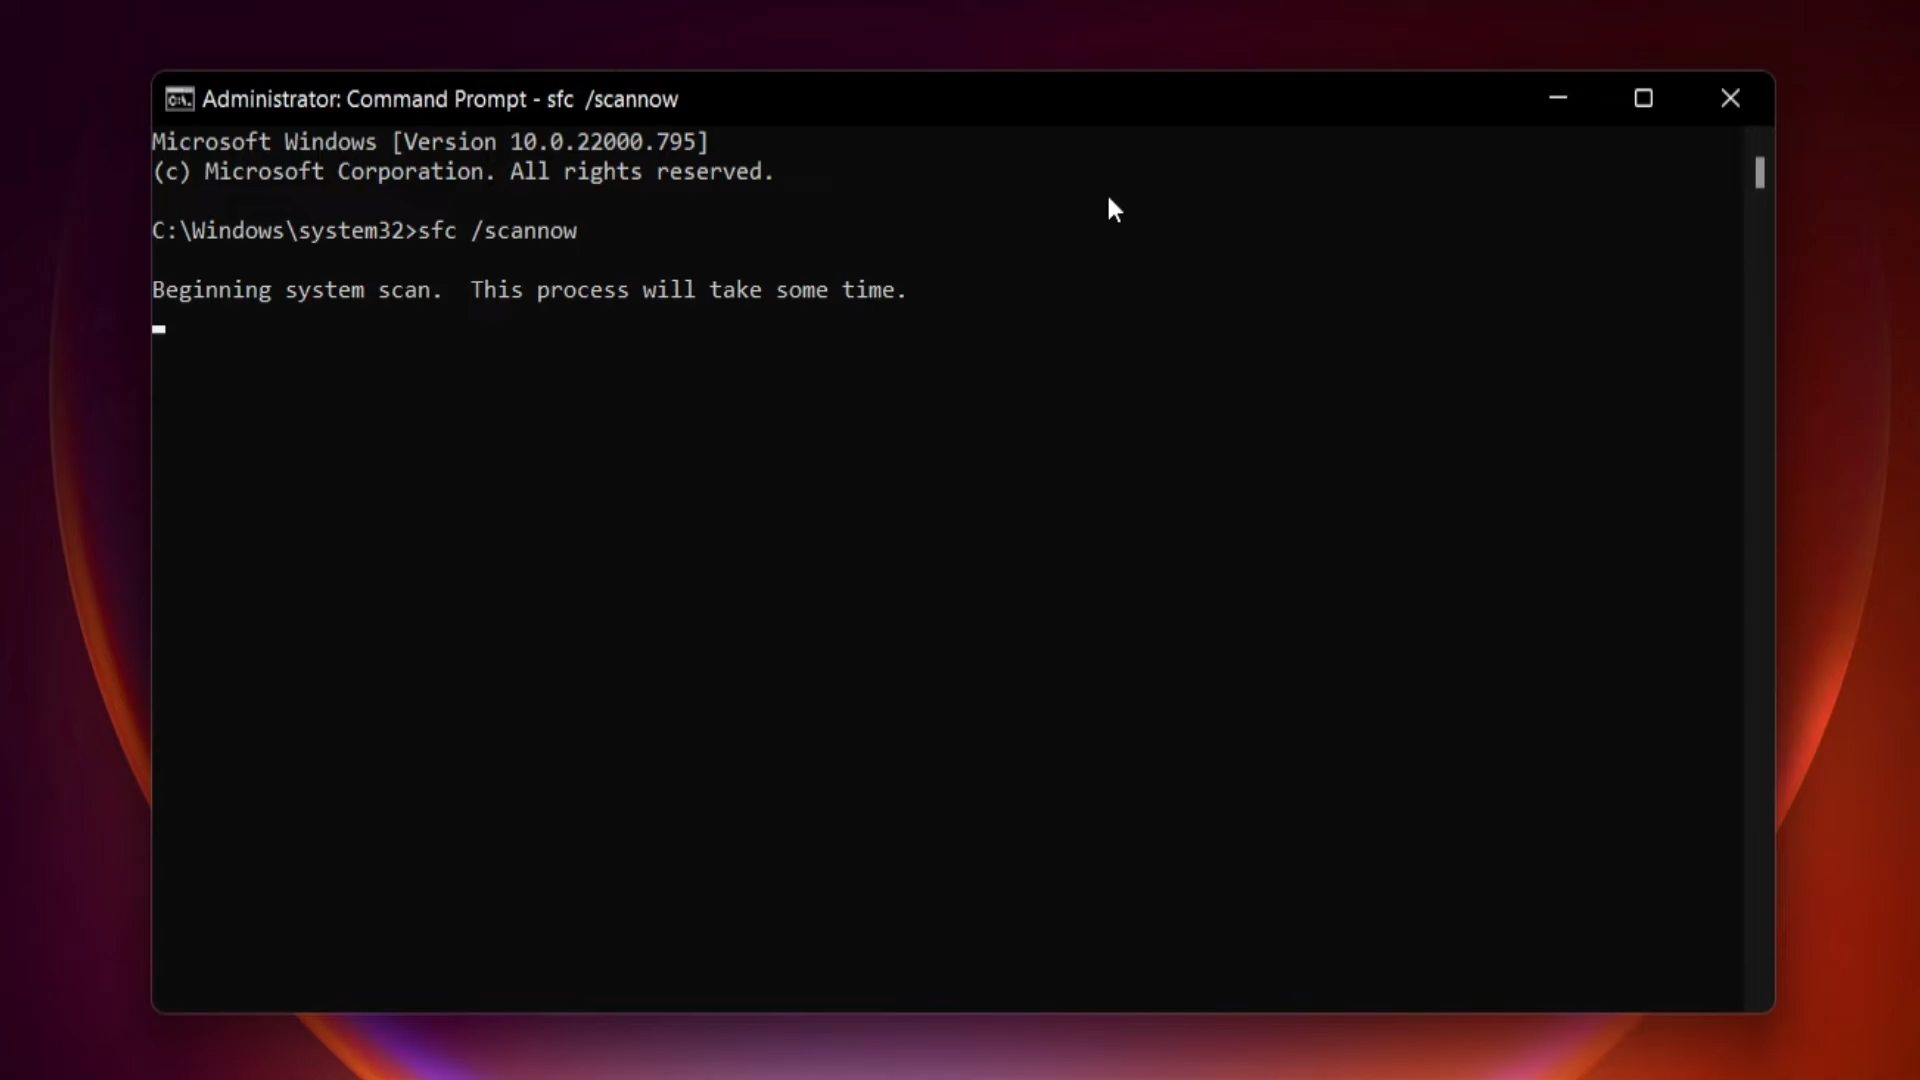 Administrator: Command Prompt - sfc  /scannow
Microsoft Windows [Version 10.0.22000.795]
(c) Microsoft Corporation. All rights reserved.
C:\Windows\system32>sfc /scannow
Beginning system scan.  This process will take some time.